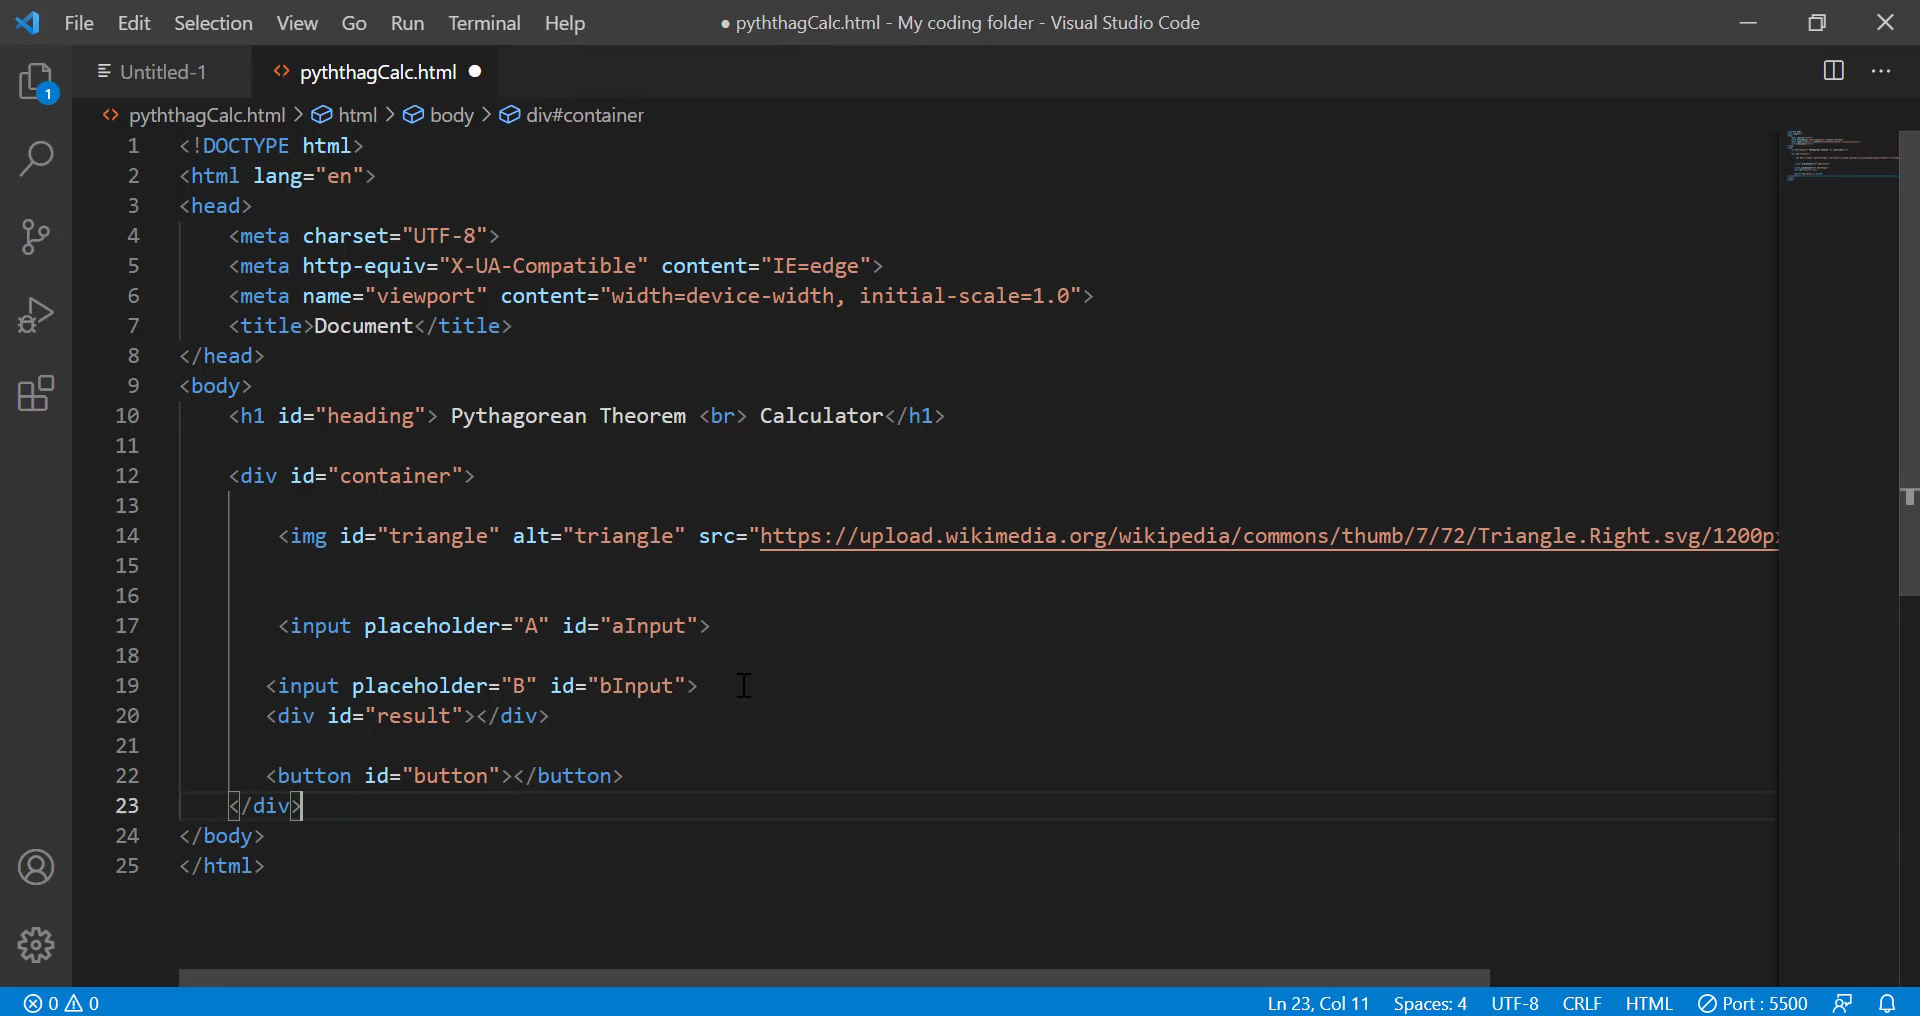 File Edit Selection View Go Run Terminal Help ● pyththagCalc.html - My coding folder - Visual Studio Code
Untitled-1 <> pyththagCalc.html ●
1
<> pyththagCalc.html > html > body > div#container
1 <!DOCTYPE html>
2 <html lang="en">
3 <head>
4 <meta charset="UTF-8">
5 <meta http-equiv="X-UA-Compatible" content="IE=edge">
6 <meta name="viewport" content="width=device-width, initial-scale=1.0">
7 <title>Document</title>
8 </head>
9 <body>
10 <h1 id="heading"> Pythagorean Theorem <br> Calculator</h1>
11
12 <div id="container">
13
14 <img id="triangle" alt="triangle" src="https://upload.wikimedia.org/wikipedia/commons/thumb/7/72/Triangle.Right.svg/1200p
15
16
17 <input placeholder="A" id="aInput">
18
19 <input placeholder="B" id="bInput">
20 <div id="result"></div>
21
22 <button id="button"></button>
23 </div>
24 </body>
25 </html>
0 0 Ln 23, Col 11 Spaces: 4 UTF-8 CRLF HTML Port : 5500